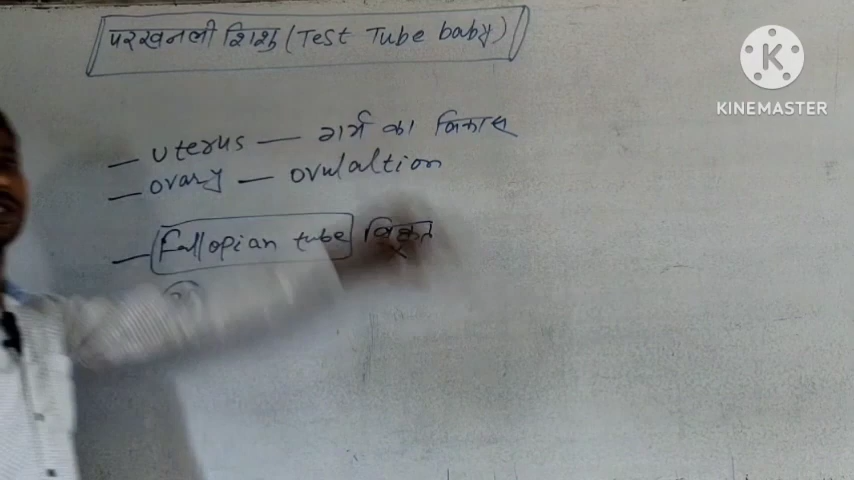 परखनली शिशु (Test Tube baby)
KINEMASTER
— Uterus — गर्भ का विकास
— Ovary — Ovulaltion
— Fallopian tube विकृत